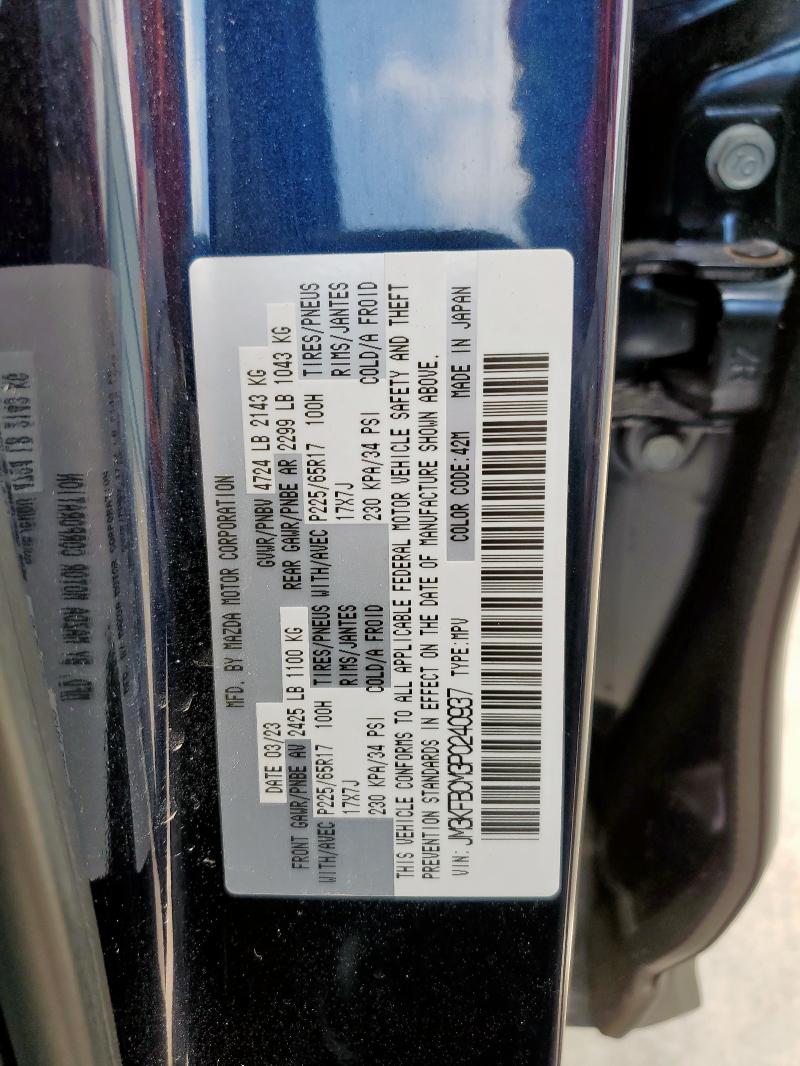 MFD. BY MAZDA MOTOR CORPORATION
DATE 03/23 GVWR/PNBV 4724 LB 2143 KG
FRONT GAWR/PNBE AV 2425 LB 1100 KG REAR GAWR/PNBE AR 2299 LB 1043 KG
WITH/AVEC P225/65R17 100H TIRES/PNEUS WITH/AVEC P225/65R17 100H TIRES/PNEUS
17X7J RIMS/JANTES 17X7J RIMS/JANTES
230 KPA/34 PSI COLD/A FROID 230 KPA/34 PSI COLD/A FROID
THIS VEHICLE CONFORMS TO ALL APPLICABLE FEDERAL MOTOR VEHICLE SAFETY AND THEFT
PREVENTION STANDARDS IN EFFECT ON THE DATE OF MANUFACTURE SHOWN ABOVE.
VIN: JM3KFBCM3P0240937 TYPE:MPV COLOR CODE:42M MADE IN JAPAN
10